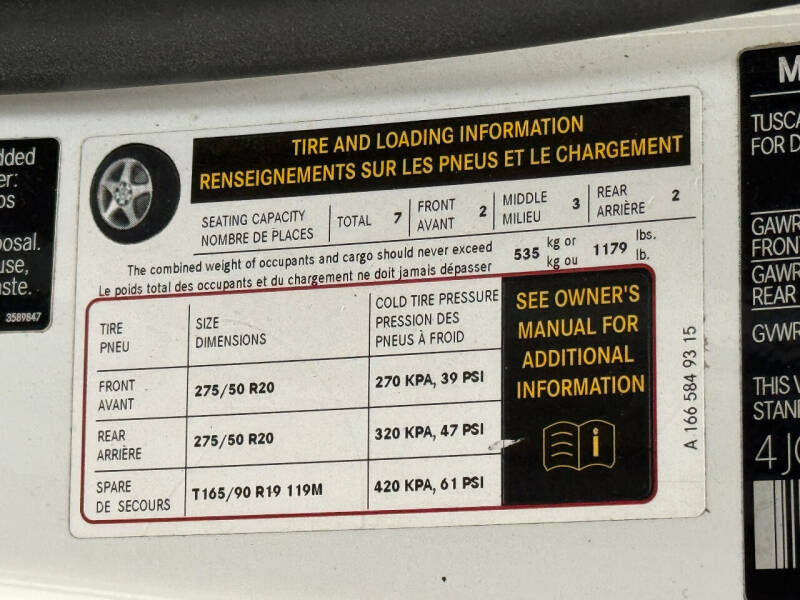 dded
er:
os
posal.
use,
aste.
3589847
TIRE AND LOADING INFORMATION
RENSEIGNEMENTS SUR LES PNEUS ET LE CHARGEMENT
SEATING CAPACITY
NOMBRE DE PLACES
TOTAL 7
FRONT
AVANT 2
MIDDLE
MILIEU 3
REAR
ARRIÈRE 2
The combined weight of occupants and cargo should never exceed 535 kg or 1179 lbs.
Le poids total des occupants et du chargement ne doit jamais dépasser kg ou lb.
TIRE
PNEU
SIZE
DIMENSIONS
COLD TIRE PRESSURE
PRESSION DES
PNEUS À FROID
FRONT
AVANT
275/50 R20
270 KPA, 39 PSI
REAR
ARRIÈRE
275/50 R20
320 KPA, 47 PSI
SPARE
DE SECOURS
T165/90 R19 119M
420 KPA, 61 PSI
SEE OWNER'S
MANUAL FOR
ADDITIONAL
INFORMATION
i
A 166 584 93 15
M
TUSCA
FOR D
GAWR
FRONT
GAWR
REAR
GVWR
THIS V
STAN
4JG